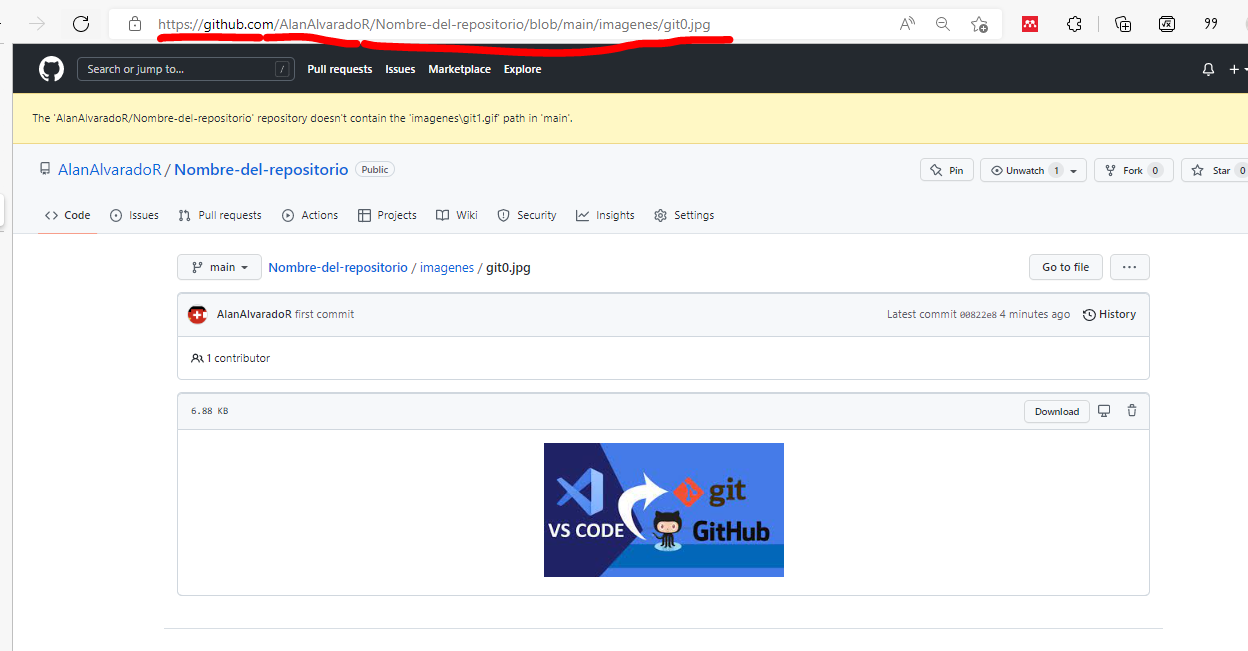 https://github.com/AlanAlvaradoR/Nombre-del-repositorio/blob/main/imagenes/git0.jpg
Search or jump to... / Pull requests Issues Marketplace Explore
The 'AlanAlvaradoR/Nombre-del-repositorio' repository doesn't contain the 'imagenes\git1.gif' path in 'main'.
AlanAlvaradoR / Nombre-del-repositorio Public Pin Unwatch 1 Fork 0 Star 0
Code Issues Pull requests Actions Projects Wiki Security Insights Settings
main Nombre-del-repositorio / imagenes / git0.jpg Go to file ...
AlanAlvaradoR first commit Latest commit 00822e8 4 minutes ago History
1 contributor
6.88 KB Download
git
VS CODE GitHub